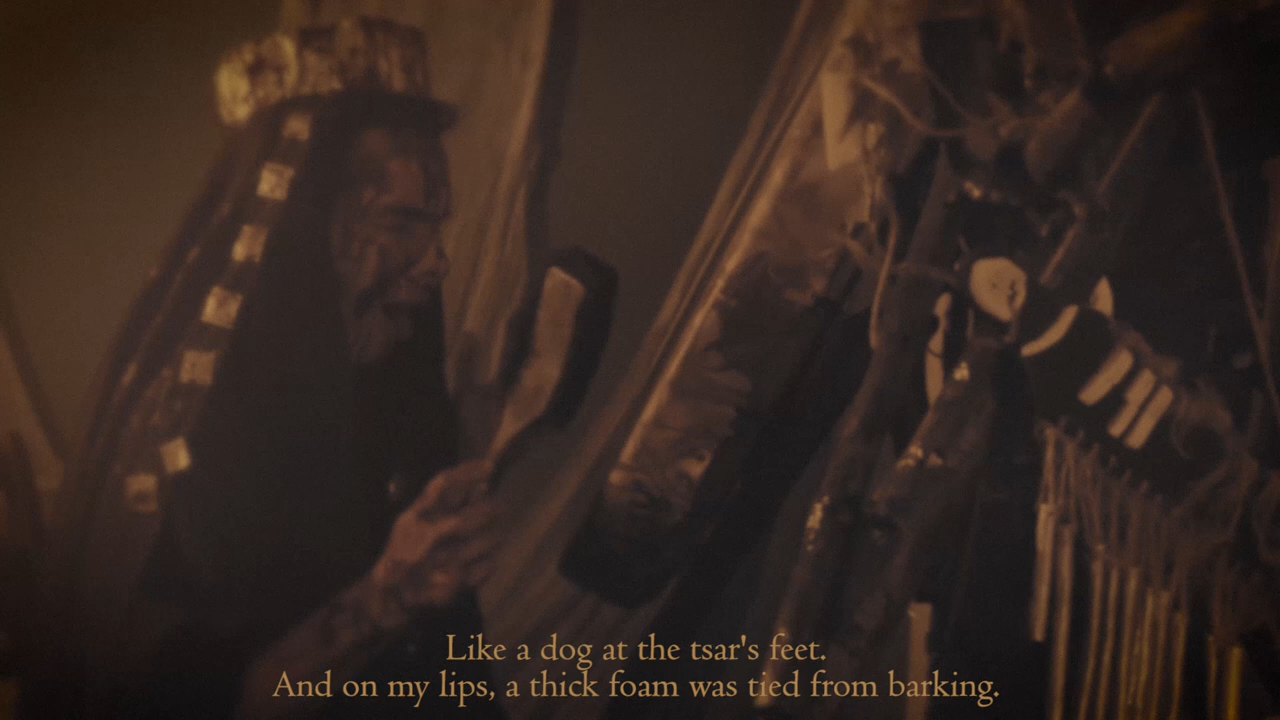 Like a dog at the tsar's feet.
And on my lips, a thick foam was tied from barking.